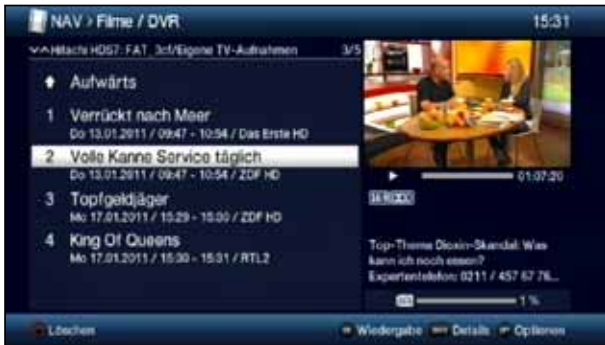 NAV > Filme / DVR
15:31
Hitachi HDS7: FAT_3cf/Eigene TV-Aufnahmen
3/5
Aufwärts
1 Verrückt nach Meer
Do 13.01.2011 / 09:47 - 10:54 / Das Erste HD
2 Volle Kanne Service täglich
Do 13.01.2011 / 09:47 - 10:54 / ZDF HD
3 Topfgeldjäger
Mo 17.01.2011 / 15:29 - 15:30 / ZDF HD
4 King Of Queens
Mo 17.01.2011 / 15:30 - 15:31 / RTL2
01:07:20
16:9
Top-Thema Dioxin-Skandal: Was
kann ich noch essen?
Expertentelefon: 0211 / 457 67 76...
1 %
Löschen
Wiedergabe
Details
Optionen